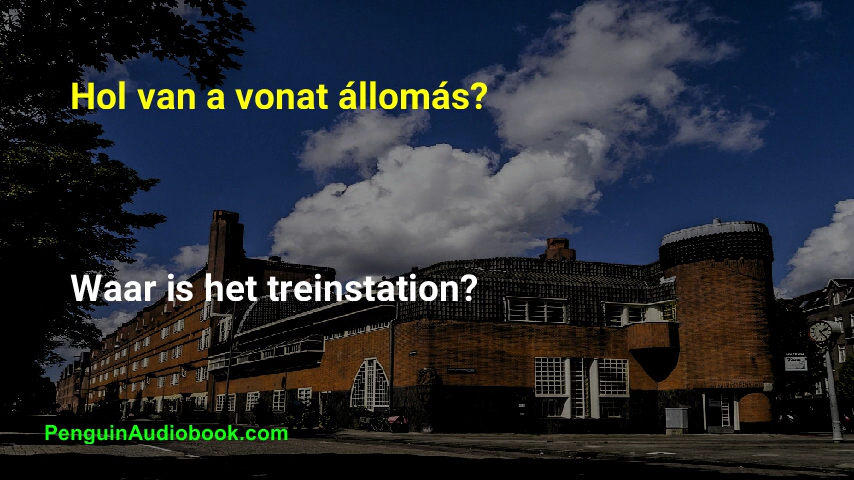 Hol van a vonat állomás?
Waar is het treinstation?
PenguinAudiobook.com